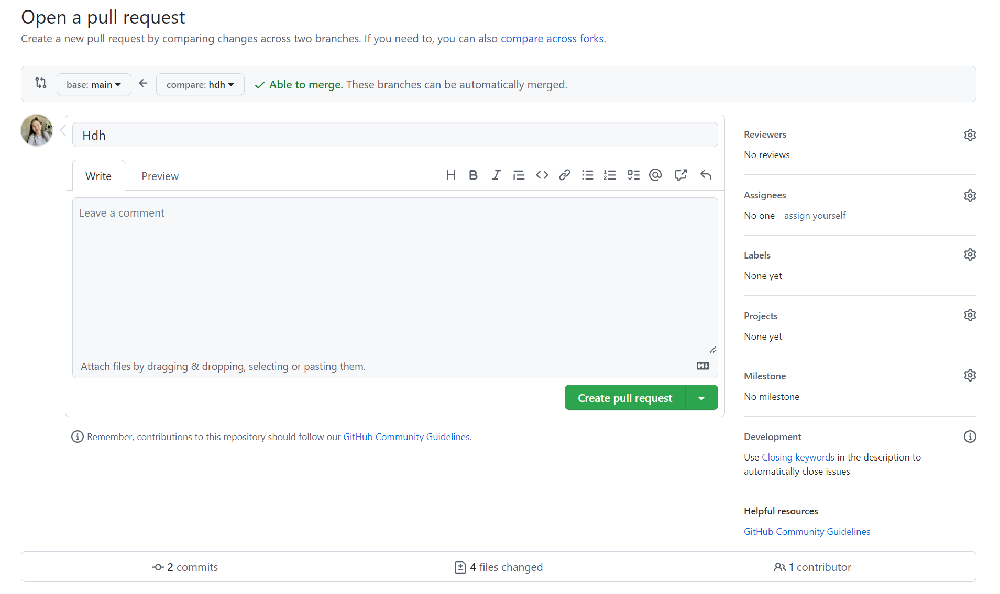 Open a pull request
Create a new pull request by comparing changes across two branches. If you need to, you can also compare across forks.
base: main
compare: hdh
Able to merge. These branches can be automatically merged.
Hdh
Write
Preview
Leave a comment
Attach files by dragging & dropping, selecting or pasting them.
Create pull request
Remember, contributions to this repository should follow our GitHub Community Guidelines.
Reviewers
No reviews
Assignees
No one—assign yourself
Labels
None yet
Projects
None yet
Milestone
No milestone
Development
Use Closing keywords in the description to
automatically close issues
Helpful resources
GitHub Community Guidelines
2 commits
4 files changed
1 contributor